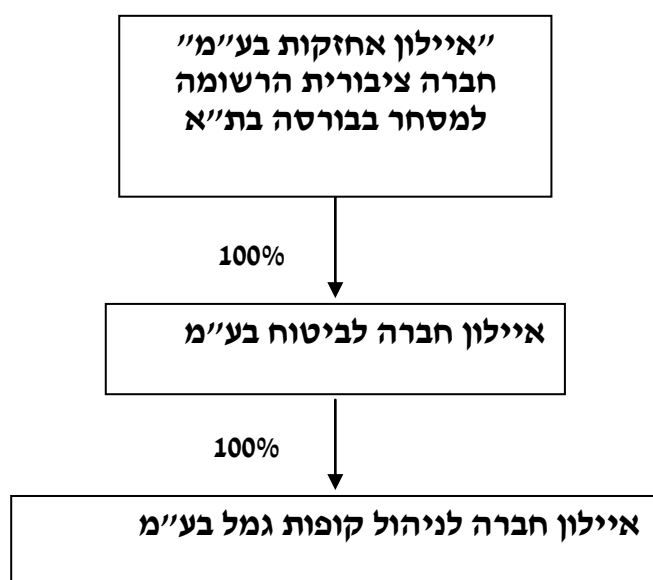 "איילון אחזקות בע"מ"
חברה ציבורית הרשומה
למסחר בבורסה בת"א
100%
איילון חברה לביטוח בע"מ
100%
איילון חברה לניהול קופות גמל בע"מ